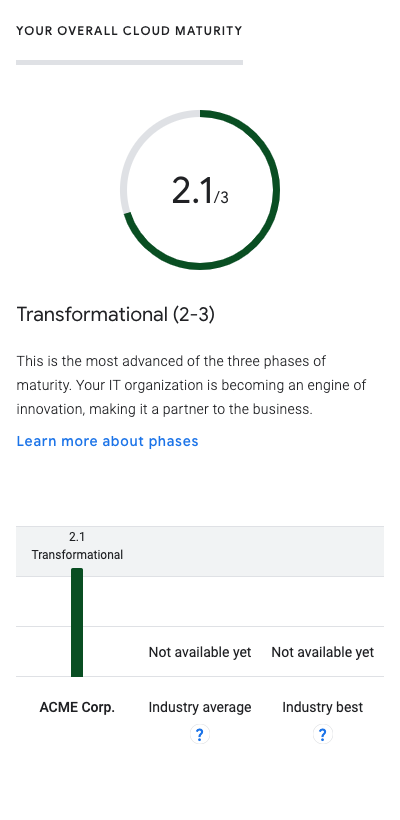 YOUR OVERALL CLOUD MATURITY
2.1/3
Transformational (2-3)
This is the most advanced of the three phases of
maturity. Your IT organization is becoming an engine of
innovation, making it a partner to the business.
Learn more about phases
2.1
Transformational
Not available yet Not available yet
ACME Corp. Industry average Industry best
? ?